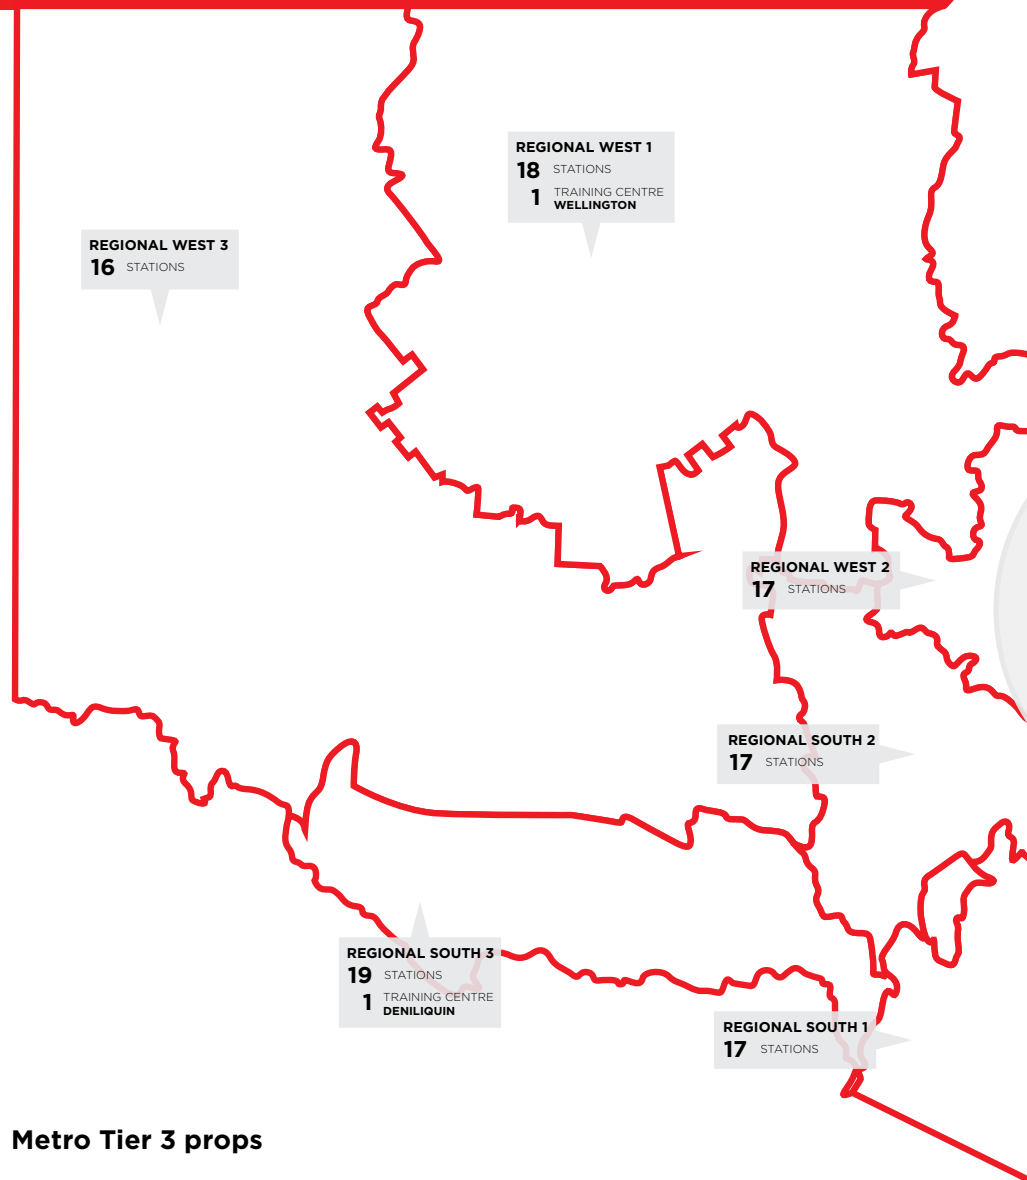 REGIONAL WEST 1
18 STATIONS
1 TRAINING CENTRE
WELLINGTON
REGIONAL WEST 3
16 STATIONS
REGIONAL WEST 2
17 STATIONS
REGIONAL SOUTH 2
17 STATIONS
REGIONAL SOUTH 3
19 STATIONS
1 TRAINING CENTRE
DENILIQUIN
REGIONAL SOUTH 1
17 STATIONS
Metro Tier 3 props